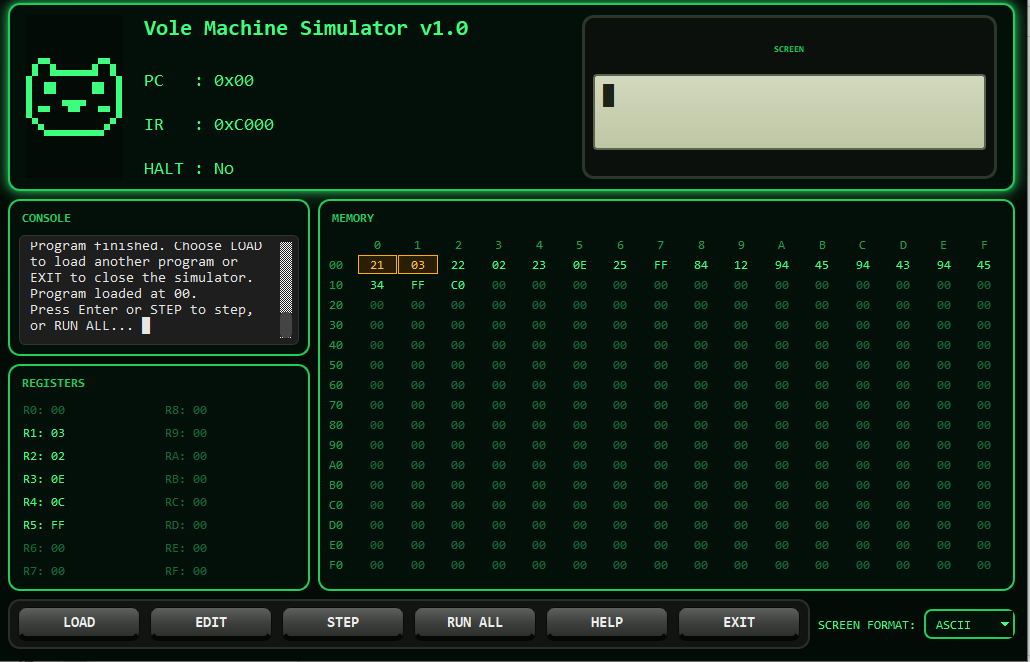 Vole Machine Simulator v1.0
PC : 0x00
IR : 0xC000
HALT : No
SCREEN
CONSOLE
Program finished. Choose LOAD
to load another program or
EXIT to close the simulator.
Program loaded at 00.
Press Enter or STEP to step,
or RUN ALL...
REGISTERS
R0: 00 R8: 00
R1: 03 R9: 00
R2: 02 RA: 00
R3: 0E RB: 00
R4: 0C RC: 00
R5: FF RD: 00
R6: 00 RE: 00
R7: 00 RF: 00
MEMORY
0 1 2 3 4 5 6 7 8 9 A B C D E F
00 21 03 22 02 23 0E 25 FF 84 12 94 45 94 43 94 45
10 34 FF C0 00 00 00 00 00 00 00 00 00 00 00 00 00
20 00 00 00 00 00 00 00 00 00 00 00 00 00 00 00 00
30 00 00 00 00 00 00 00 00 00 00 00 00 00 00 00 00
40 00 00 00 00 00 00 00 00 00 00 00 00 00 00 00 00
50 00 00 00 00 00 00 00 00 00 00 00 00 00 00 00 00
60 00 00 00 00 00 00 00 00 00 00 00 00 00 00 00 00
70 00 00 00 00 00 00 00 00 00 00 00 00 00 00 00 00
80 00 00 00 00 00 00 00 00 00 00 00 00 00 00 00 00
90 00 00 00 00 00 00 00 00 00 00 00 00 00 00 00 00
A0 00 00 00 00 00 00 00 00 00 00 00 00 00 00 00 00
B0 00 00 00 00 00 00 00 00 00 00 00 00 00 00 00 00
C0 00 00 00 00 00 00 00 00 00 00 00 00 00 00 00 00
D0 00 00 00 00 00 00 00 00 00 00 00 00 00 00 00 00
E0 00 00 00 00 00 00 00 00 00 00 00 00 00 00 00 00
F0 00 00 00 00 00 00 00 00 00 00 00 00 00 00 00 00
LOAD EDIT STEP RUN ALL HELP EXIT
SCREEN FORMAT: ASCII